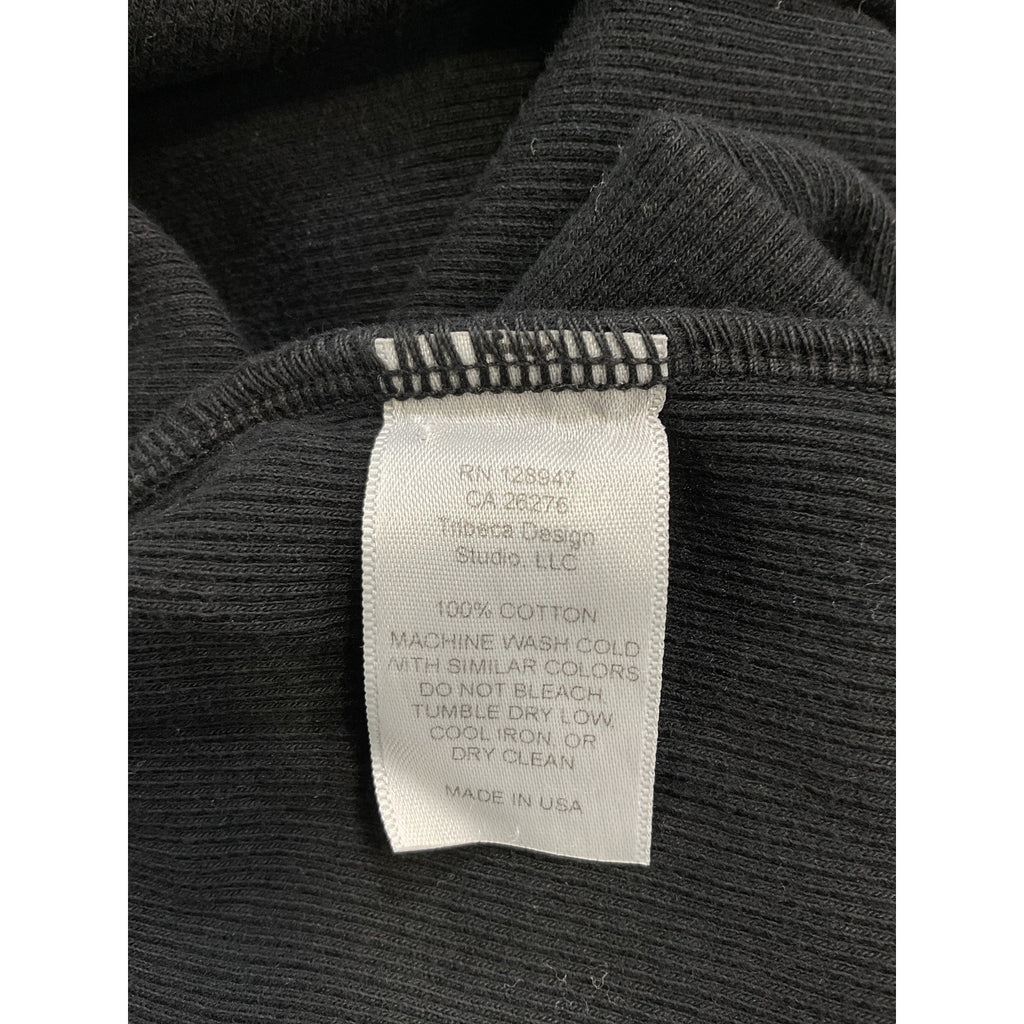 RN 128947
CA 26276
Tribeca Design
Studio, LLC
100% COTTON
MACHINE WASH COLD
WITH SIMILAR COLORS
DO NOT BLEACH,
TUMBLE DRY LOW,
COOL IRON, OR
DRY CLEAN
MADE IN USA